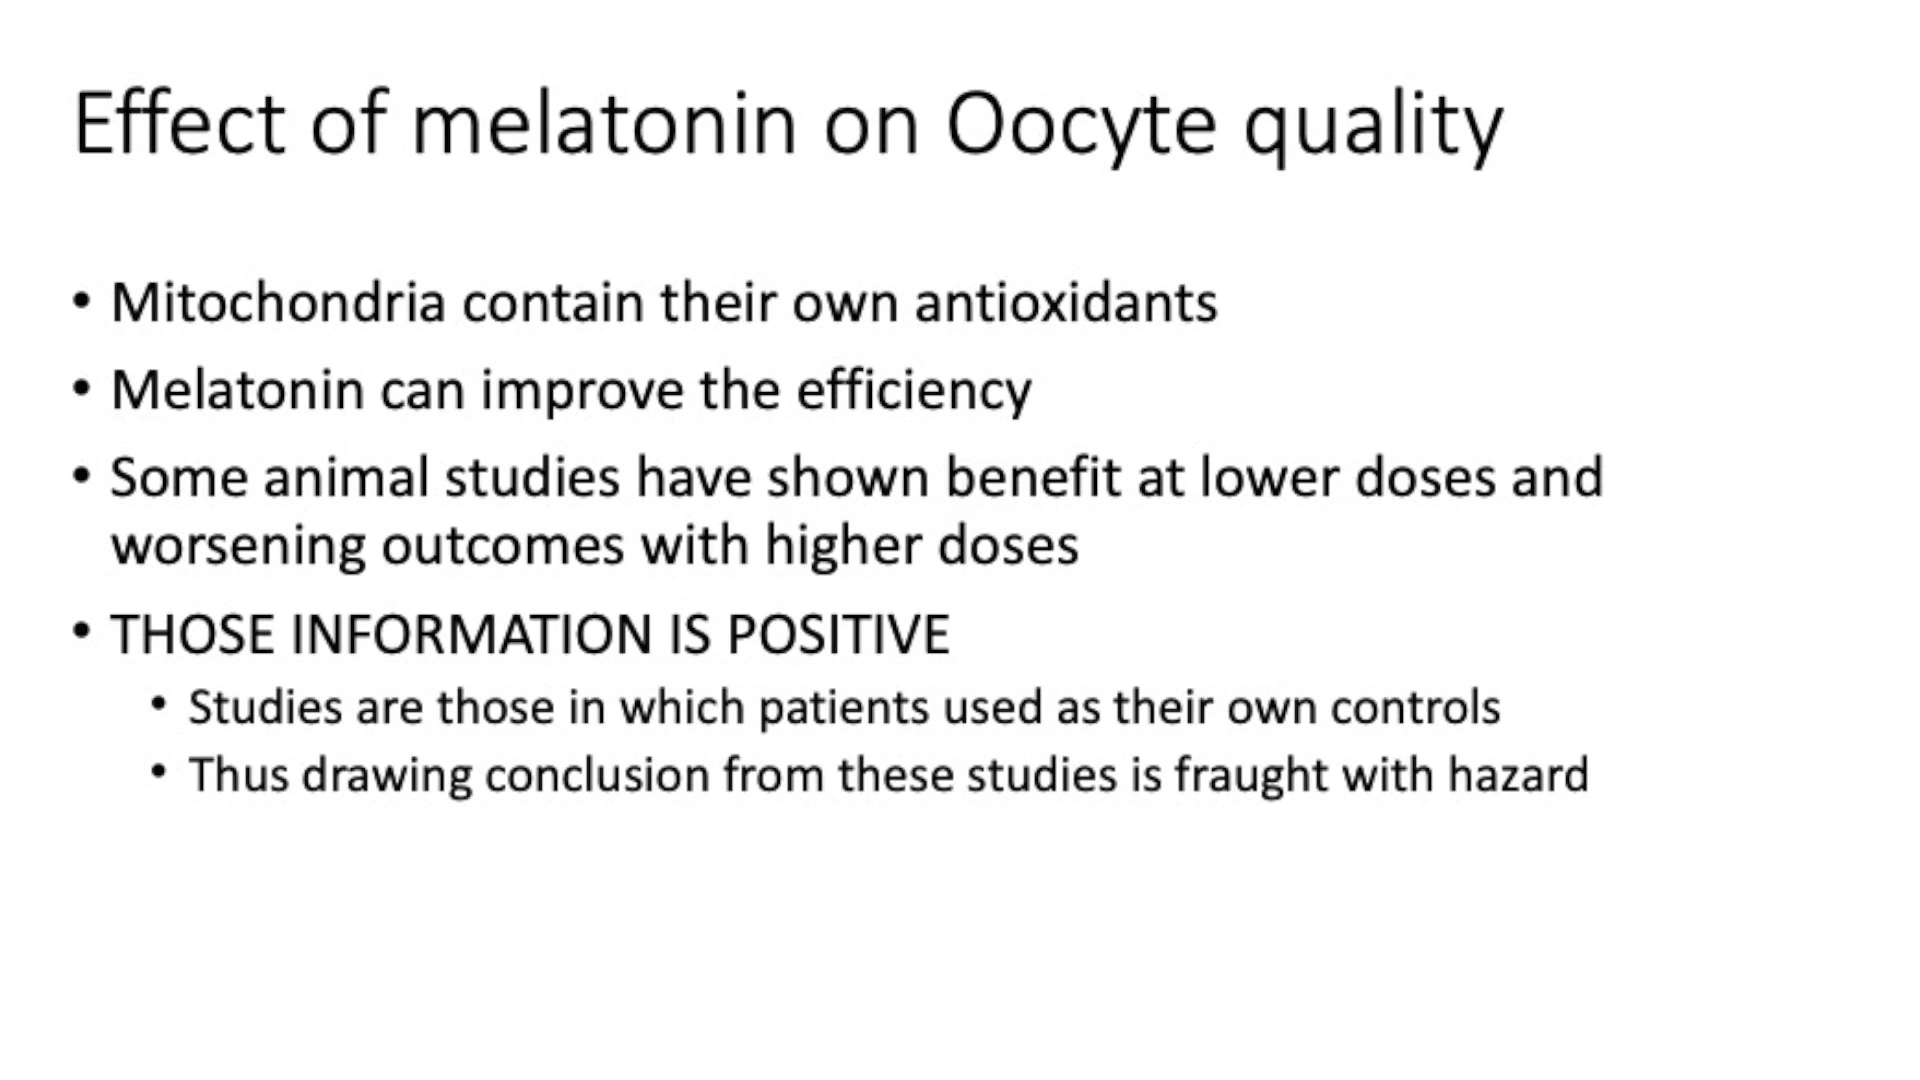 Effect of melatonin on Oocyte quality
• Mitochondria contain their own antioxidants
• Melatonin can improve the efficiency
• Some animal studies have shown benefit at lower doses and
worsening outcomes with higher doses
• THOSE INFORMATION IS POSITIVE
• Studies are those in which patients used as their own controls
• Thus drawing conclusion from these studies is fraught with hazard